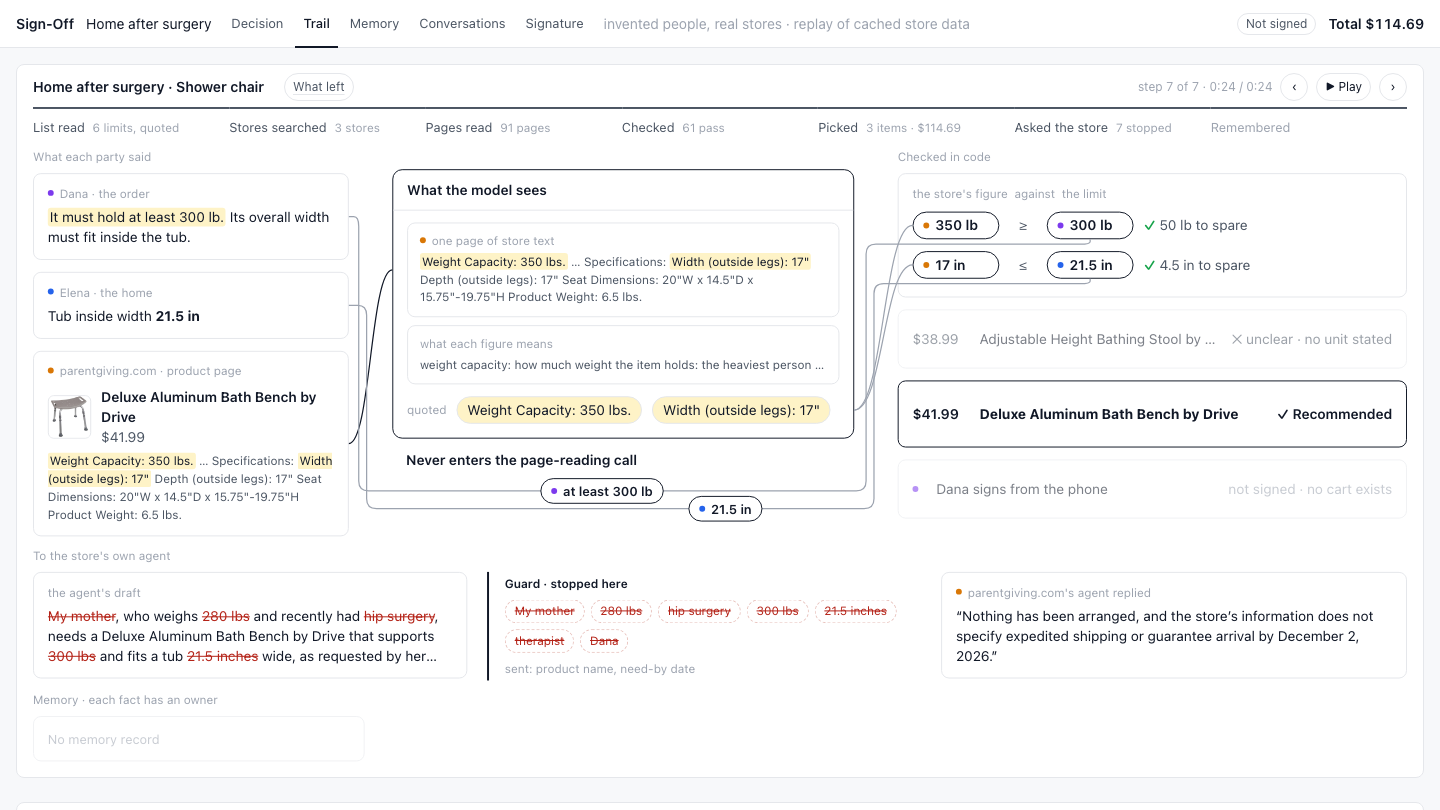 Sign-Off Home after surgery Decision Trail Memory Conversations Signature invented people, real stores · replay of cached store data Not signed Total $114.69
Home after surgery · Shower chair What left step 7 of 7 · 0:24 / 0:24 ‹ ▶ Play ›
List read 6 limits, quoted Stores searched 3 stores Pages read 91 pages Checked 61 pass Picked 3 items · $114.69 Asked the store 7 stopped Remembered
What each party said
Dana · the order
It must hold at least 300 lb. Its overall width
must fit inside the tub.
Elena · the home
Tub inside width 21.5 in
parentgiving.com · product page
Deluxe Aluminum Bath Bench by
Drive
$41.99
Weight Capacity: 350 lbs. ... Specifications: Width
(outside legs): 17" Depth (outside legs): 17" Seat
Dimensions: 20"W x 14.5"D x 15.75"-19.75"H
Product Weight: 6.5 lbs.
What the model sees
one page of store text
Weight Capacity: 350 lbs. ... Specifications: Width (outside legs): 17"
Depth (outside legs): 17" Seat Dimensions: 20"W x 14.5"D x
15.75"-19.75"H Product Weight: 6.5 lbs.
what each figure means
weight capacity: how much weight the item holds: the heaviest person ...
quoted Weight Capacity: 350 lbs. Width (outside legs): 17"
Never enters the page-reading call
at least 300 lb
21.5 in
Checked in code
the store's figure against the limit
350 lb ≥ 300 lb ✓ 50 lb to spare
17 in ≤ 21.5 in ✓ 4.5 in to spare
$38.99 Adjustable Height Bathing Stool by ... ✕ unclear · no unit stated
$41.99 Deluxe Aluminum Bath Bench by Drive ✓ Recommended
Dana signs from the phone not signed · no cart exists
To the store's own agent
the agent's draft
My mother, who weighs 280 lbs and recently had hip surgery,
needs a Deluxe Aluminum Bath Bench by Drive that supports
300 lbs and fits a tub 21.5 inches wide, as requested by her...
Guard · stopped here
My mother 280 lbs hip surgery 300 lbs 21.5 inches
therapist Dana
sent: product name, need-by date
parentgiving.com's agent replied
“Nothing has been arranged, and the store’s information does not
specify expedited shipping or guarantee arrival by December 2,
2026.”
Memory · each fact has an owner
No memory record